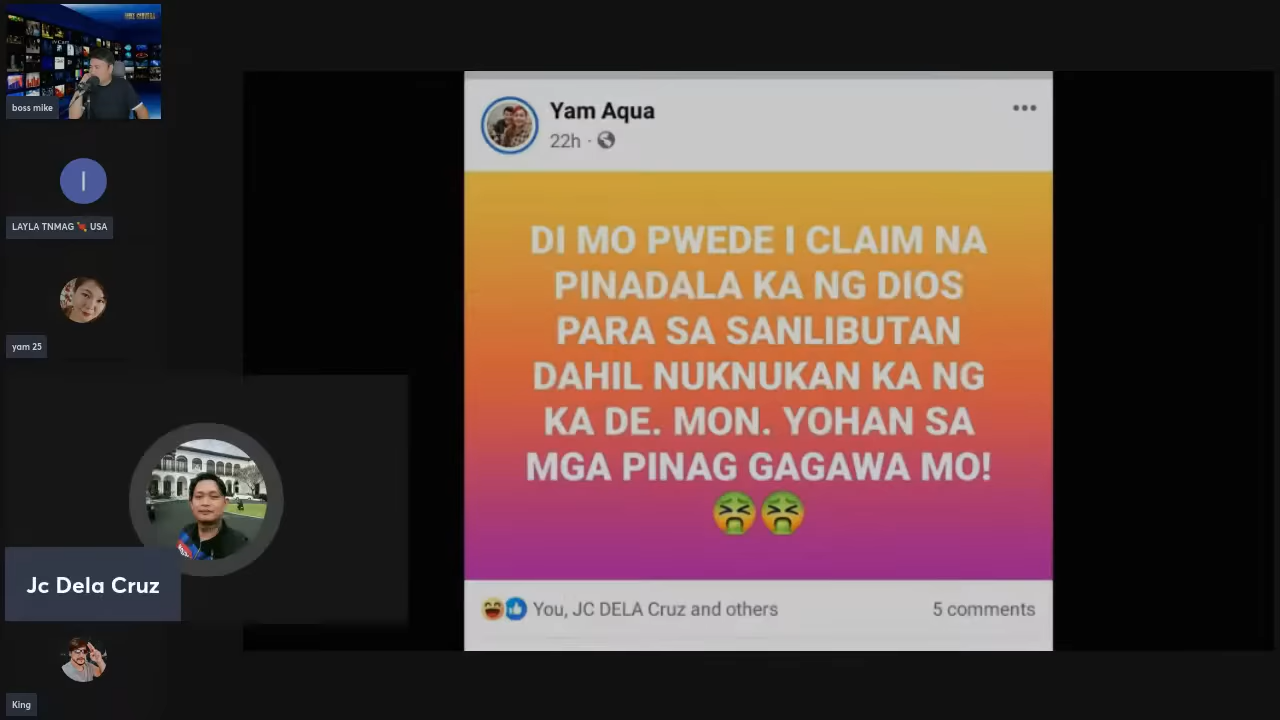 boss mike
LAYLA TNMAG 💘 USA
yam 25
Jc Dela Cruz
King
Yam Aqua
22h ·
DI MO PWEDE I CLAIM NA
PINADALA KA NG DIOS
PARA SA SANLIBUTAN
DAHIL NUKNUKAN KA NG
KA DE. MON. YOHAN SA
MGA PINAG GAGAWA MO!
🤮🤮
You, JC DELA Cruz and others
5 comments